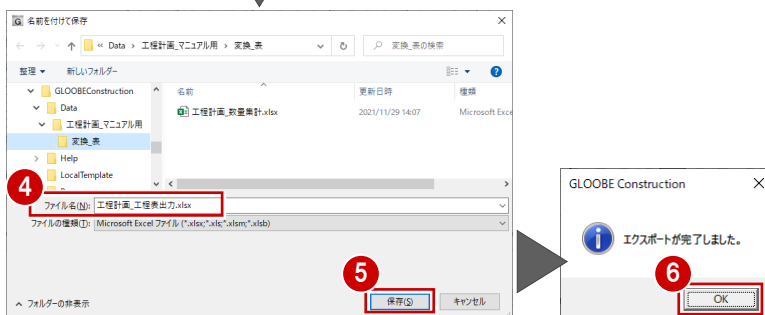 G 名前を付けて保存
« Data › 工程計画_マニュアル用 › 変換_表
変換_表の検索
整理 新しいフォルダー
GLOOBEConstruction
Data
工程計画_マニュアル用
変換_表
Help
LocalTemplate
名前 更新日時 種類
工程計画_数量集計.xlsx 2021/11/29 14:07 Microsoft Exce
4
ファイル名(N): 工程計画_工程表出力.xlsx
ファイルの種類(T): Microsoft Excel ファイル (*.xlsx;*.xls;*.xlsm;*.xlsb)
5
フォルダーの非表示 保存(S) キャンセル
GLOOBE Construction
エクスポートが完了しました。
6
OK